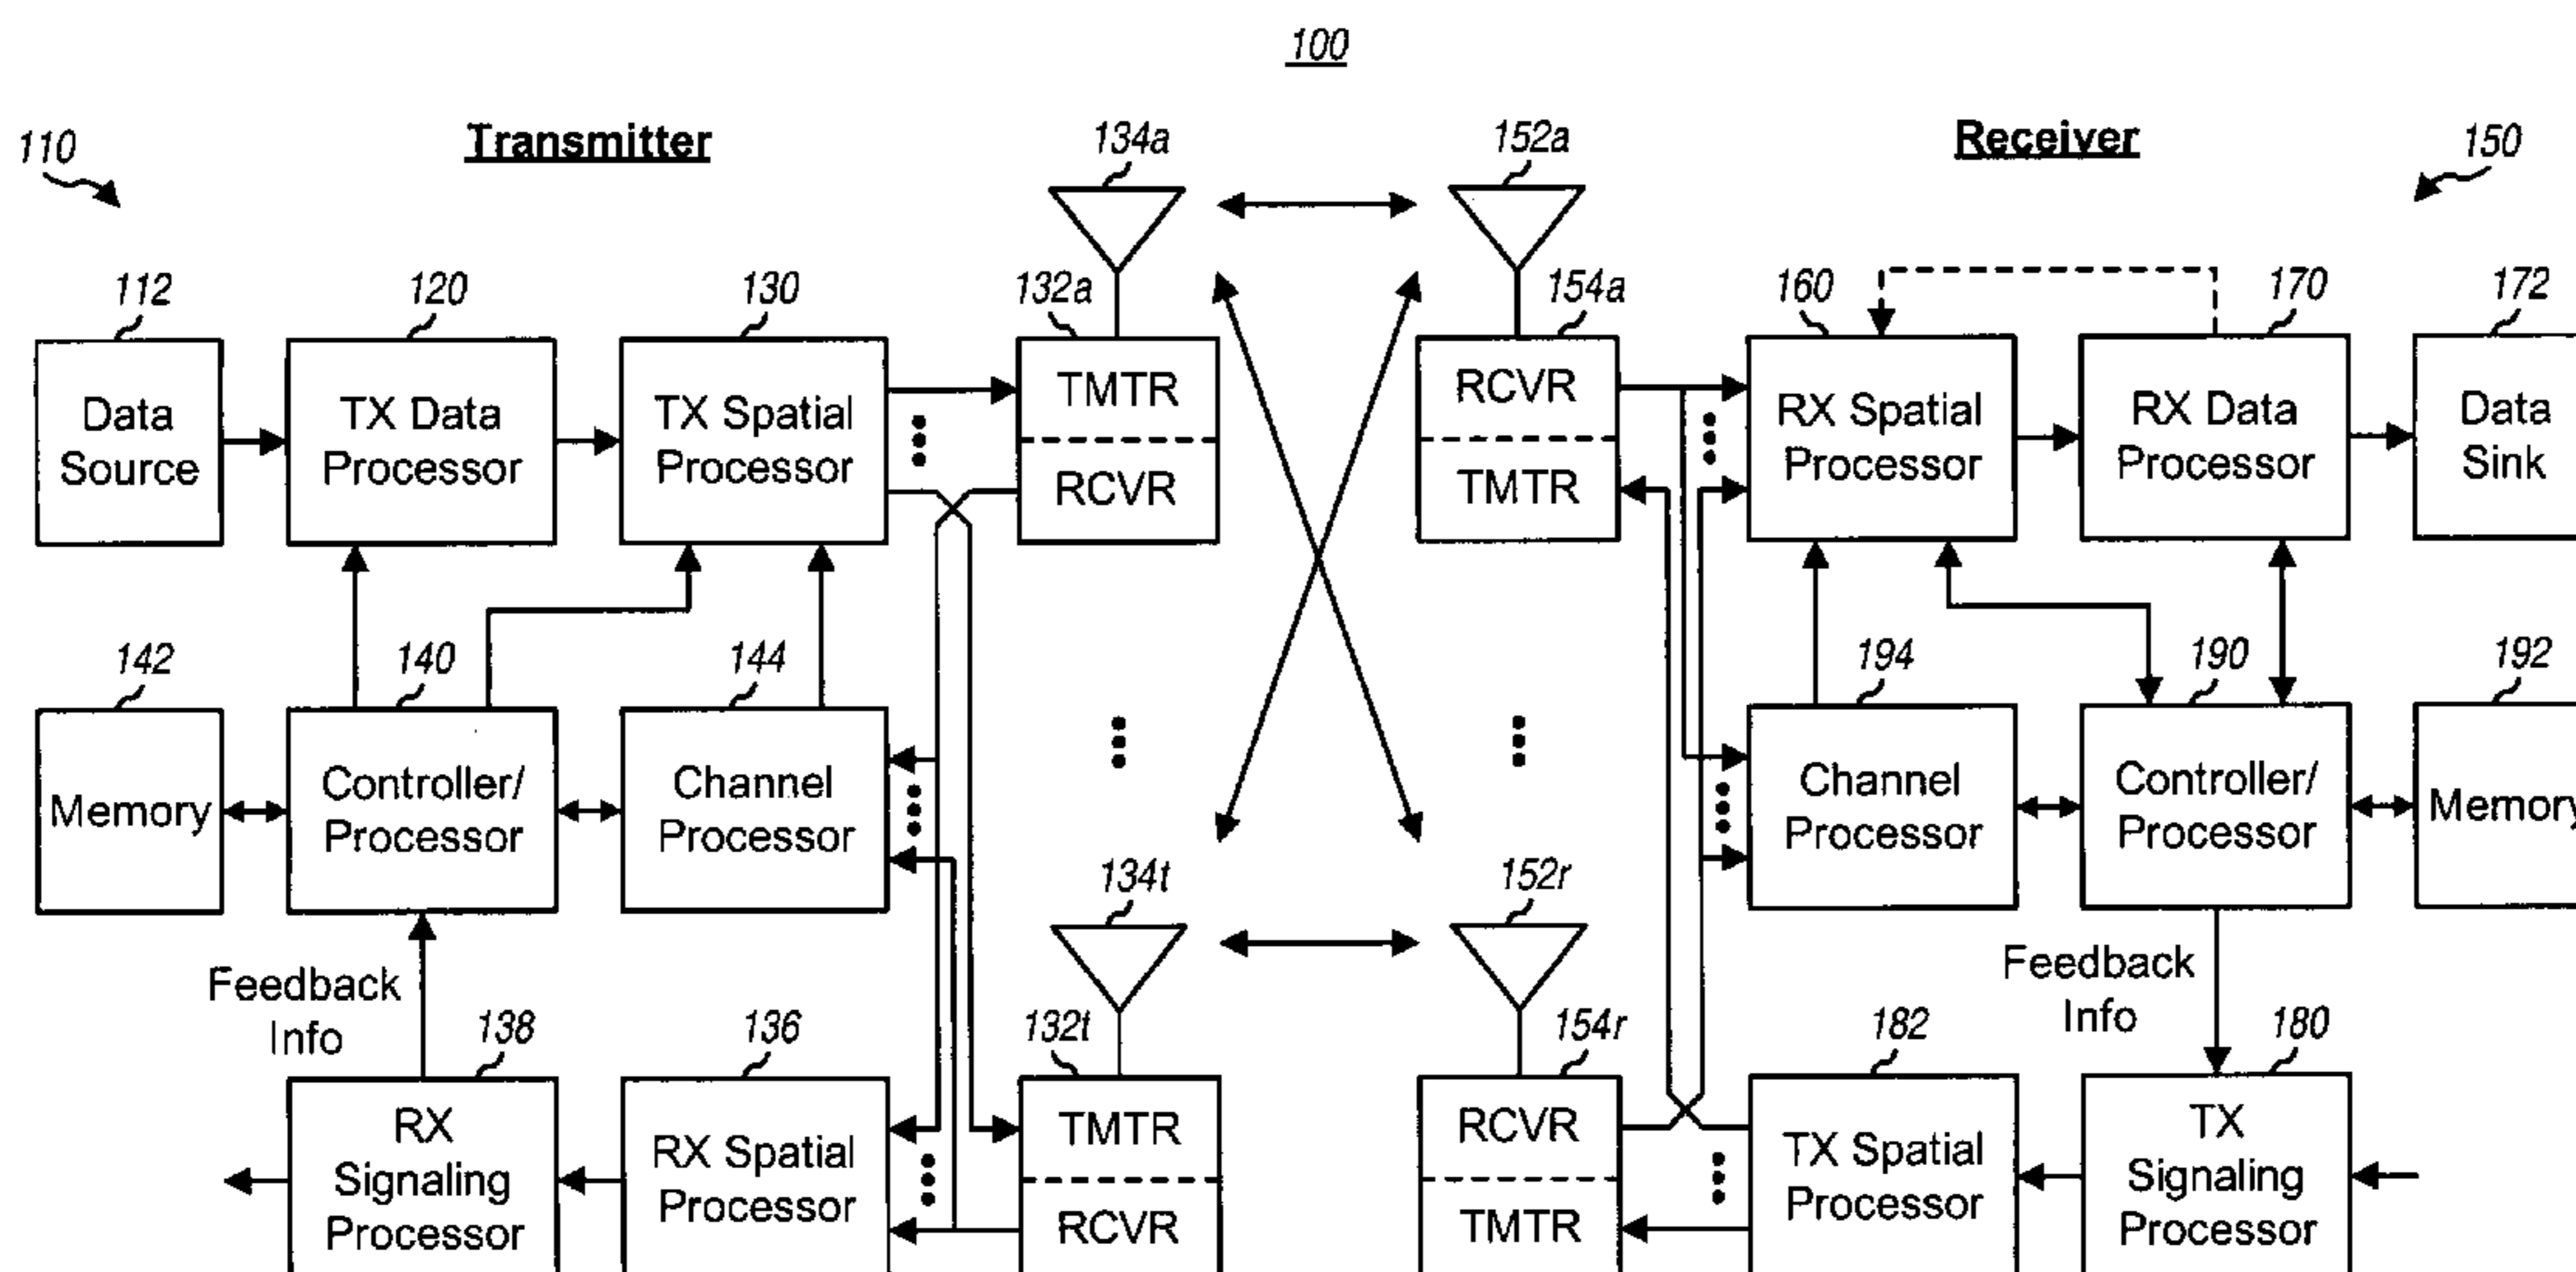 100
Transmitter
Receiver
110
134a
152a
150
112
120
130
132a
154a
160
170
172
Data
Source
TX Data
Processor
TX Spatial
Processor
TMTR
RCVR
RCVR
TMTR
RX Spatial
Processor
RX Data
Processor
Data
Sink
142
140
144
194
190
192
Memory
Controller/
Processor
Channel
Processor
Channel
Processor
Controller/
Processor
Memory
134t
152r
Feedback
Info
Feedback
Info
138
136
132t
154r
182
180
RX
Signaling
Processor
RX Spatial
Processor
TMTR
RCVR
RCVR
TMTR
TX Spatial
Processor
TX
Signaling
Processor